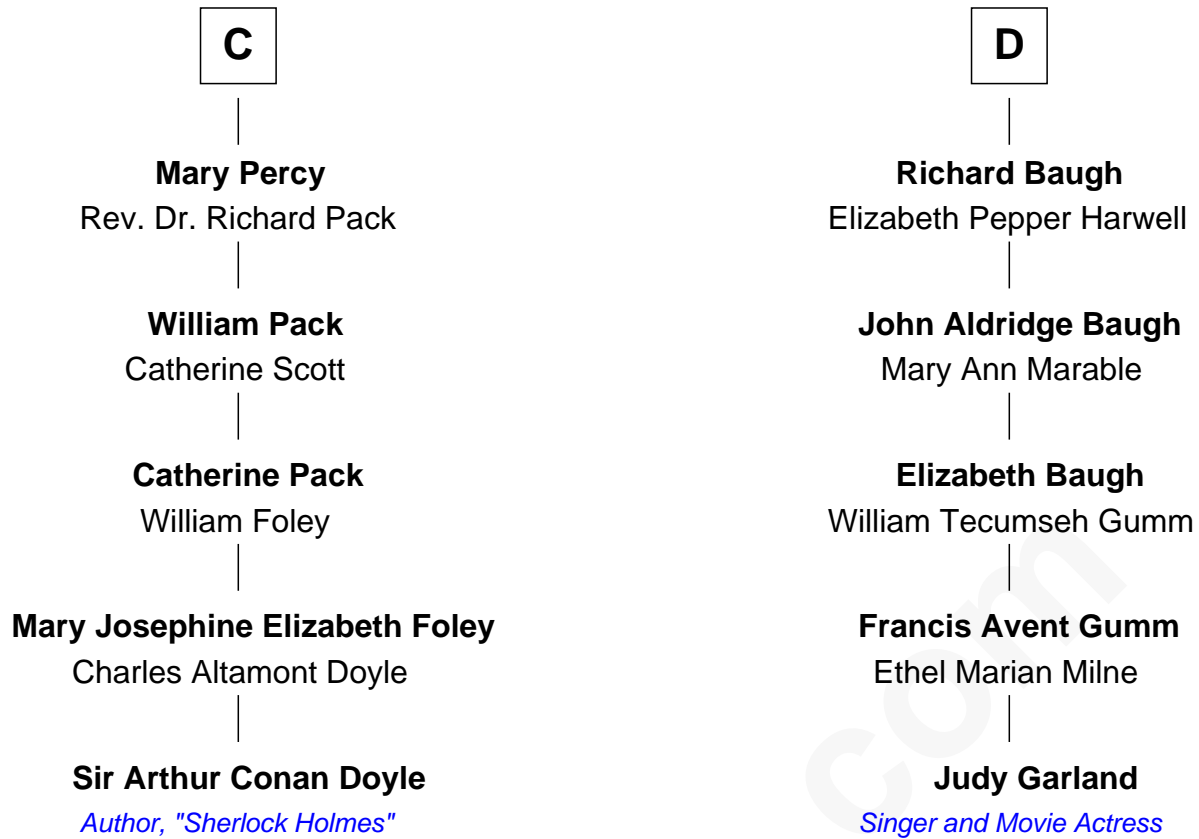 C
Mary Percy
Rev. Dr. Richard Pack
William Pack
Catherine Scott
Catherine Pack
William Foley
Mary Josephine Elizabeth Foley
Charles Altamont Doyle
Sir Arthur Conan Doyle
Author, "Sherlock Holmes"
D
Richard Baugh
Elizabeth Pepper Harwell
John Aldridge Baugh
Mary Ann Marable
Elizabeth Baugh
William Tecumseh Gumm
Francis Avent Gumm
Ethel Marian Milne
Judy Garland
Singer and Movie Actress
com